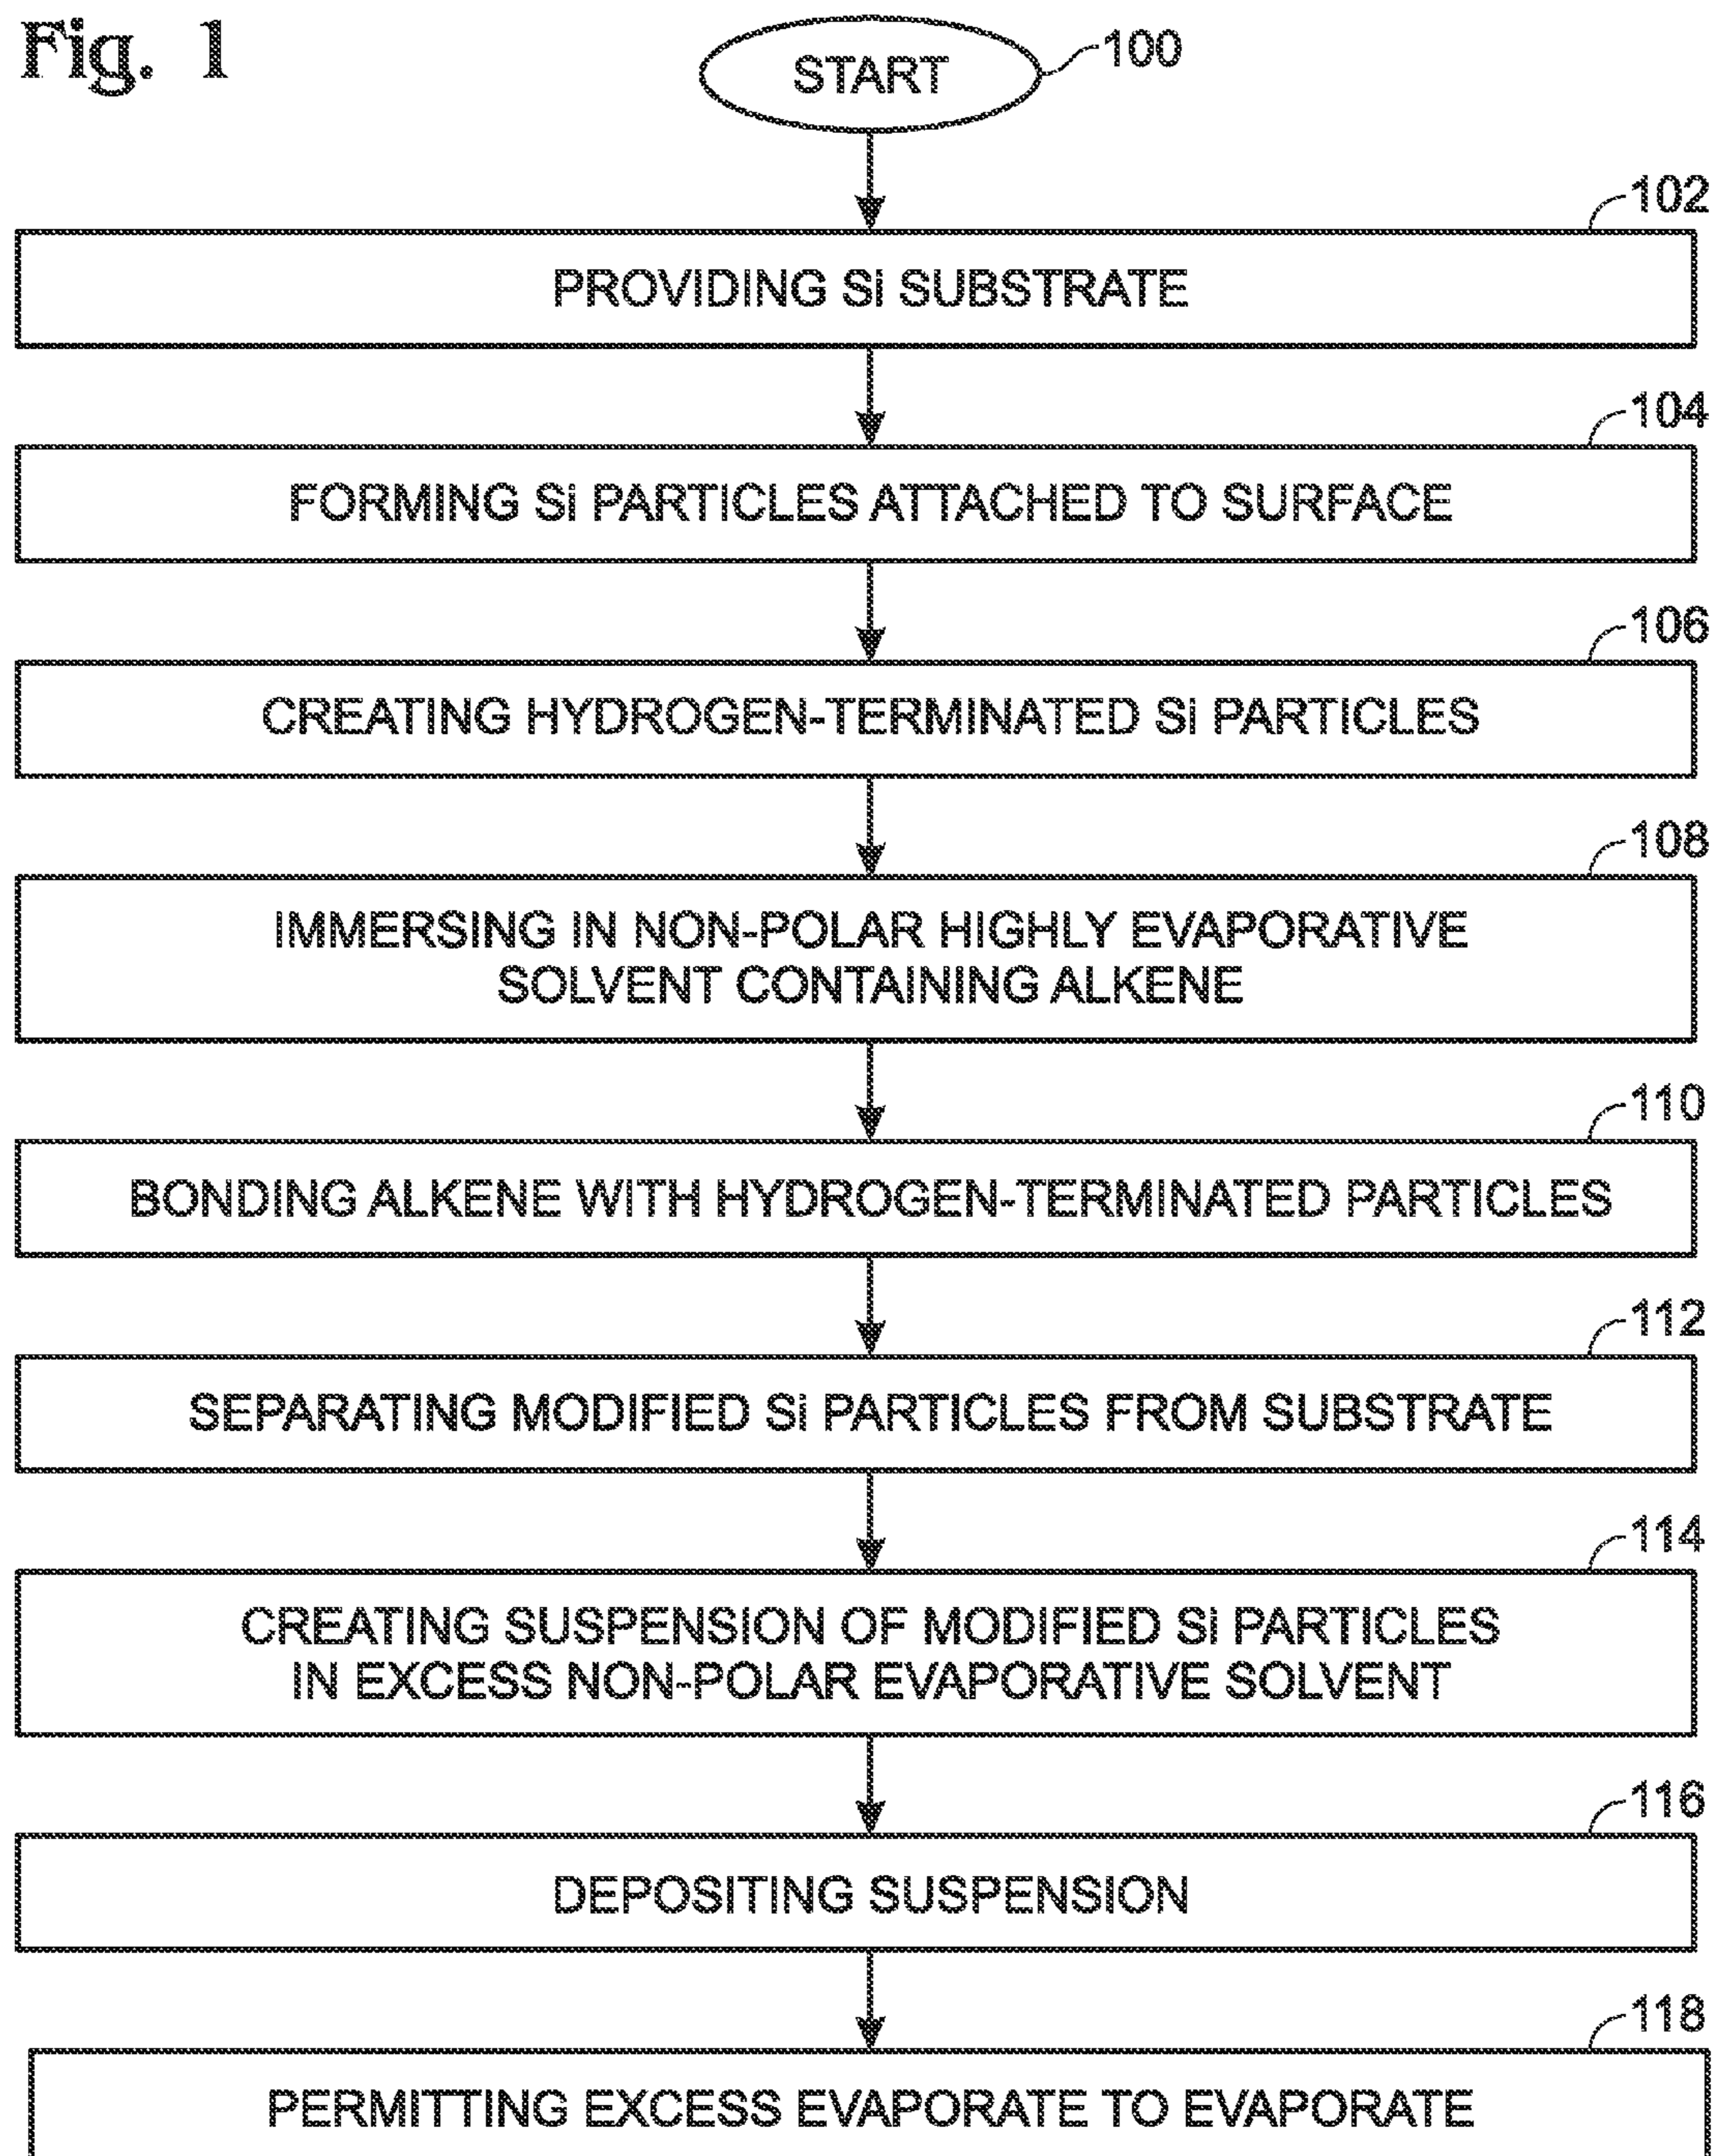 Fig. 1
START
100
102
PROVIDING Si SUBSTRATE
104
FORMING Si PARTICLES ATTACHED TO SURFACE
106
CREATING HYDROGEN-TERMINATED Si PARTICLES
108
IMMERSING IN NON-POLAR HIGHLY EVAPORATIVE
SOLVENT CONTAINING ALKENE
110
BONDING ALKENE WITH HYDROGEN-TERMINATED PARTICLES
112
SEPARATING MODIFIED Si PARTICLES FROM SUBSTRATE
114
CREATING SUSPENSION OF MODIFIED Si PARTICLES
IN EXCESS NON-POLAR EVAPORATIVE SOLVENT
116
DEPOSITING SUSPENSION
118
PERMITTING EXCESS EVAPORATE TO EVAPORATE